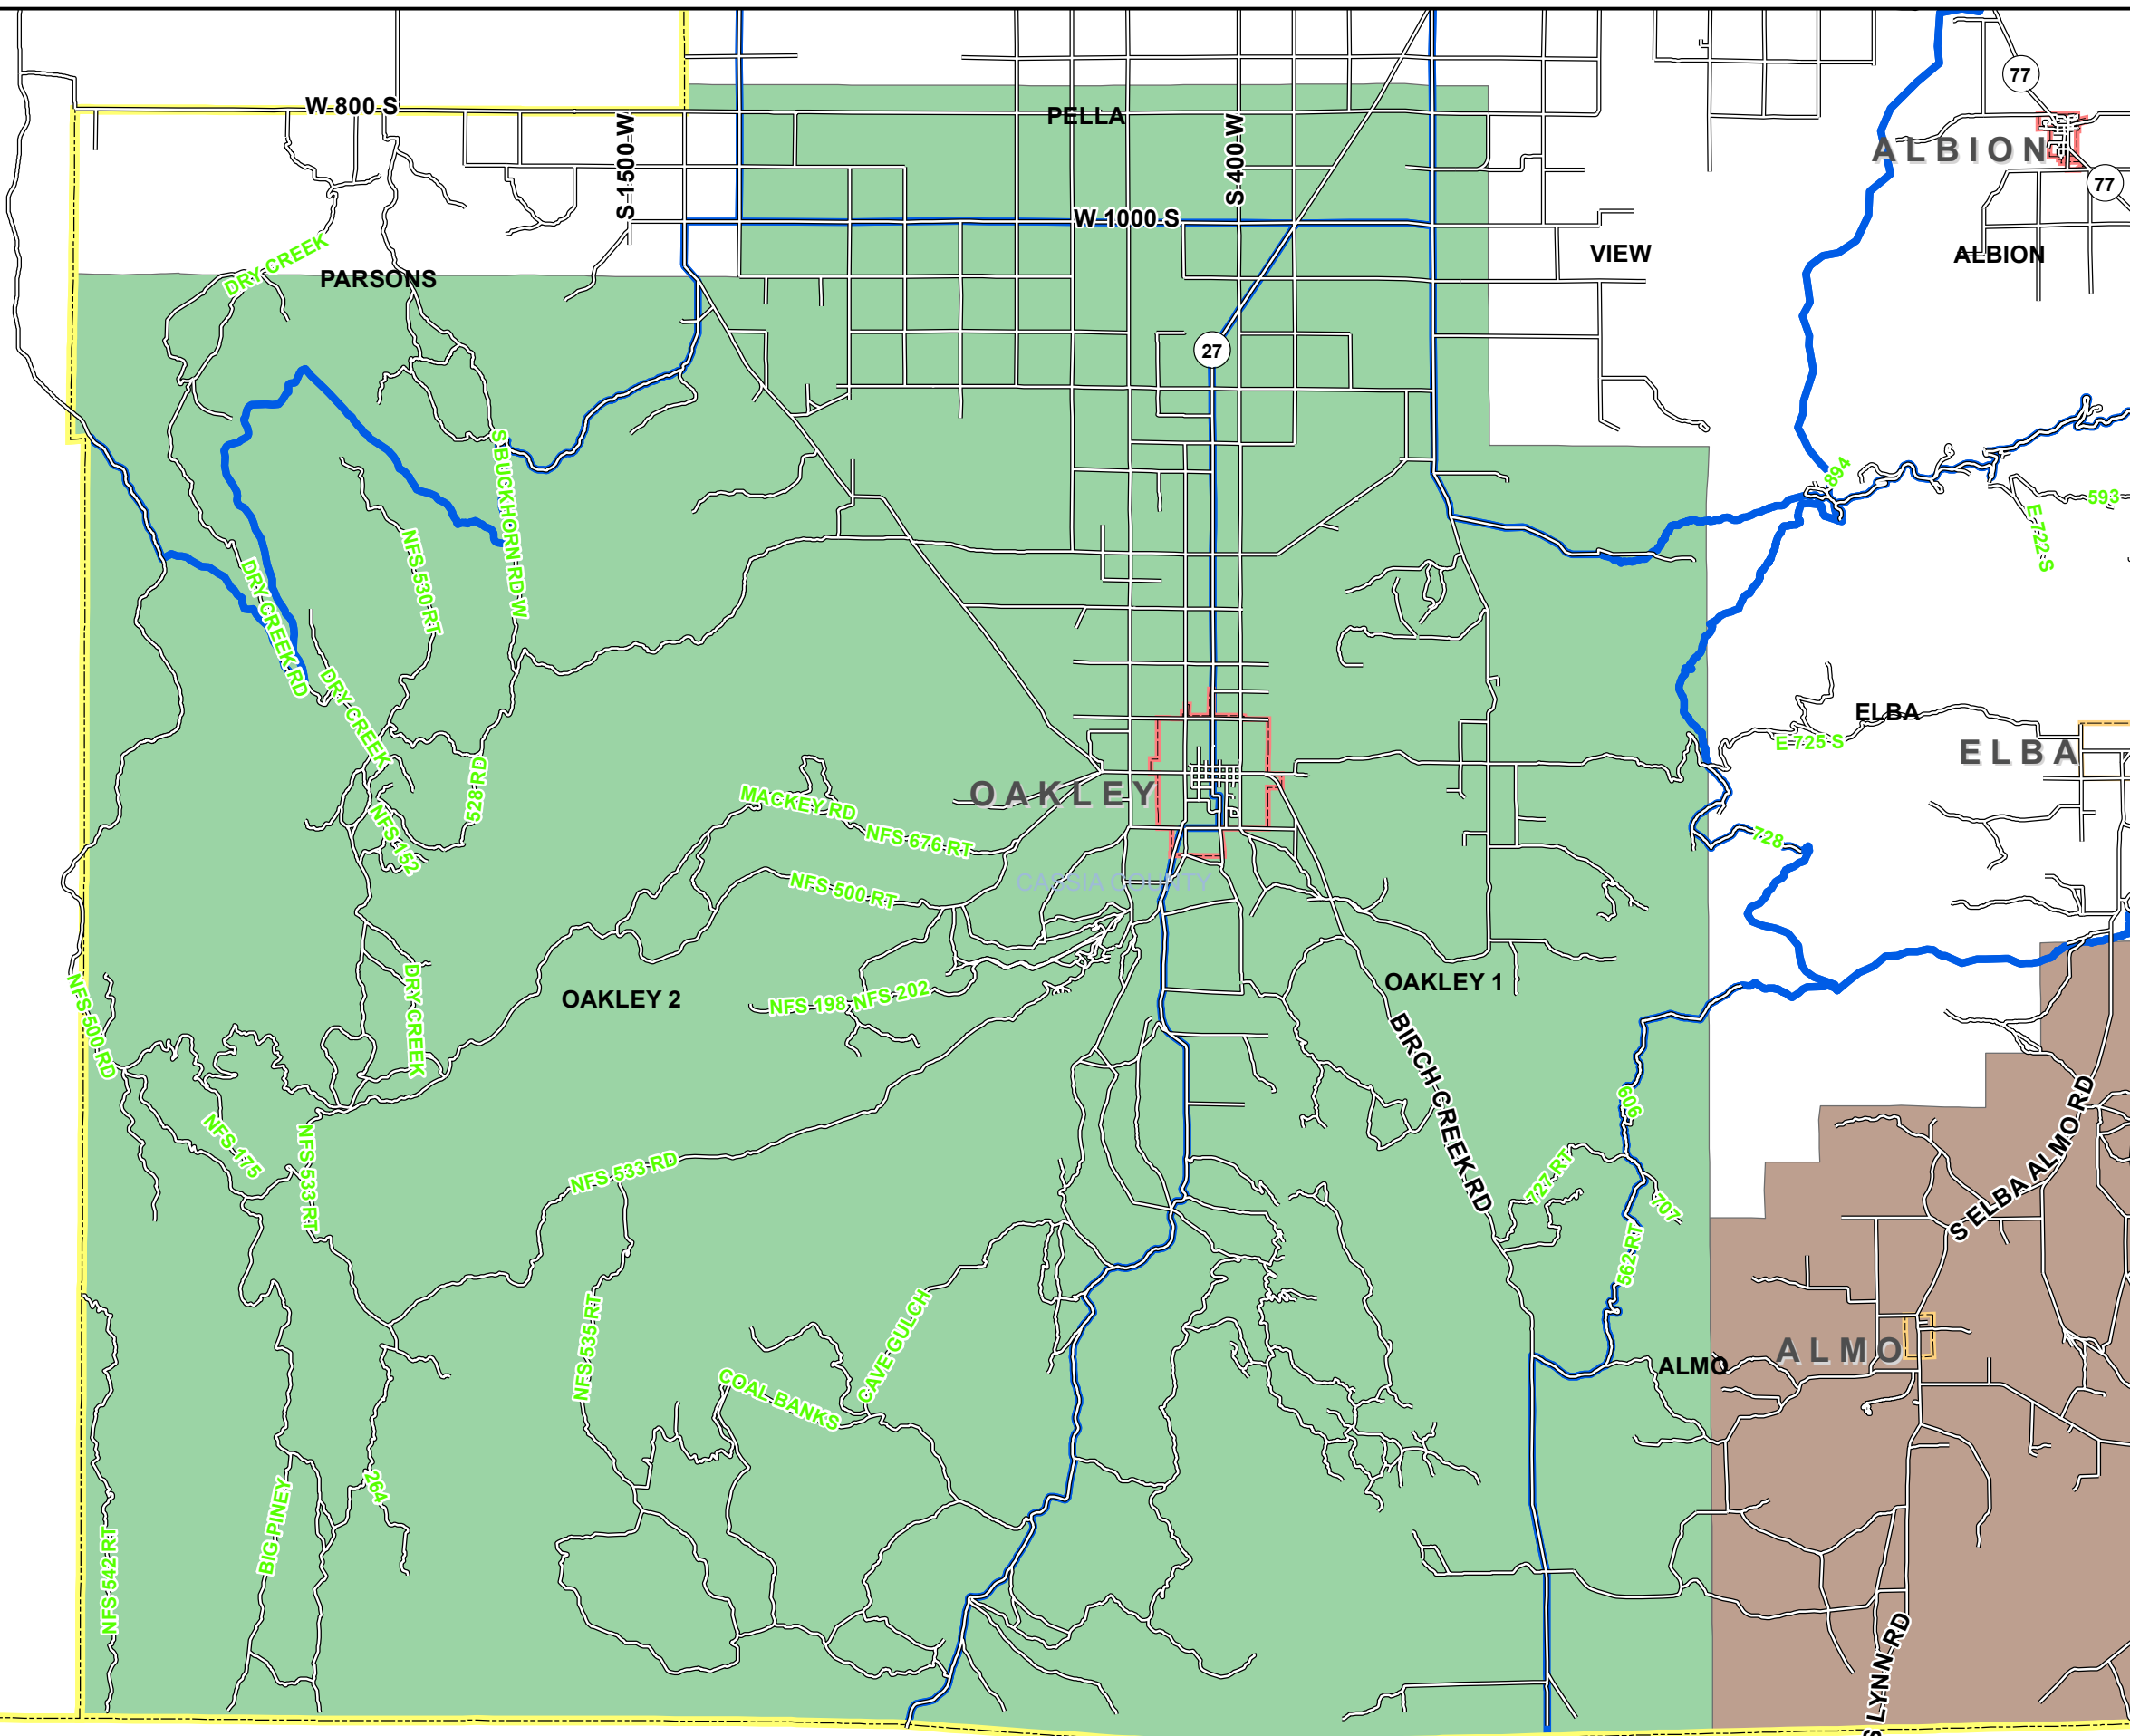 77
W 800 S
PELLA
S 1500 W
S 400 W
ALBION
77
W 1000 S
DRY CREEK
VIEW
ALBION
PARSONS
27
S BUCKHORN RD W
894
593
E 722 S
NFS 530 RT
DRY CREEK RD
DRY CREEK
ELBA
E 725 S
ELBA
528 RD
MACKEY RD
OAKLEY
NFS 152
NFS 676 RT
728
CASSIA COUNTY
NFS 500 RT
DRY CREEK
OAKLEY 2
NFS 198
NFS 202
OAKLEY 1
NFS 500 RD
BIRCH CREEK RD
606
S ELBA ALMO RD
NFS 175
NFS 533 RT
NFS 533 RD
727 RT
707
562 RT
NFS 535 RT
CAVE GULCH
ALMO
ALMO
COAL BANKS
264
BIG PINEY
NFS 542 RT
S LYNN RD